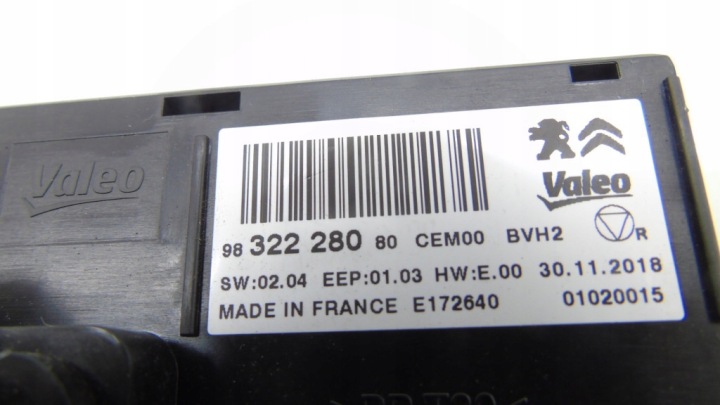 Valeo
Valeo
98 322 280 80 CEM00 BVH2 R
SW:02.04 EEP:01.03 HW:E.00 30.11.2018
MADE IN FRANCE E172640 01020015